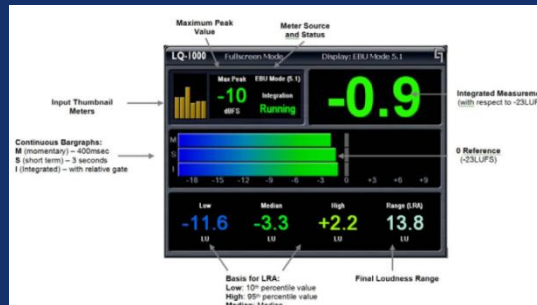 Maximum Peak
Value
Meter Source
and Status
LQ-1000 Fullscreen Mode Display: EBU Mode 5.1
Max Peak
-10
dBFS
EBU Mode (5.1)
Integration
Running
-0.9
Input Thumbnail
Meters
Integrated Measurem
(with respect to -23LUF
Continuous Bargraphs:
M (momentary) – 400msec
S (short term) – 3 seconds
I (Integrated) – with relative gate
M
S
I
-18 -15 -12 -9 -6 -3 0 +3 +6 +9
0 Reference
(-23LUFS)
Low Median High Range (LRA)
-11.6 -3.3 +2.2 13.8
LU LU LU LU
Basis for LRA:
Low: 10th percentile value
High: 95th percentile value
Median: Median
Final Loudness Range